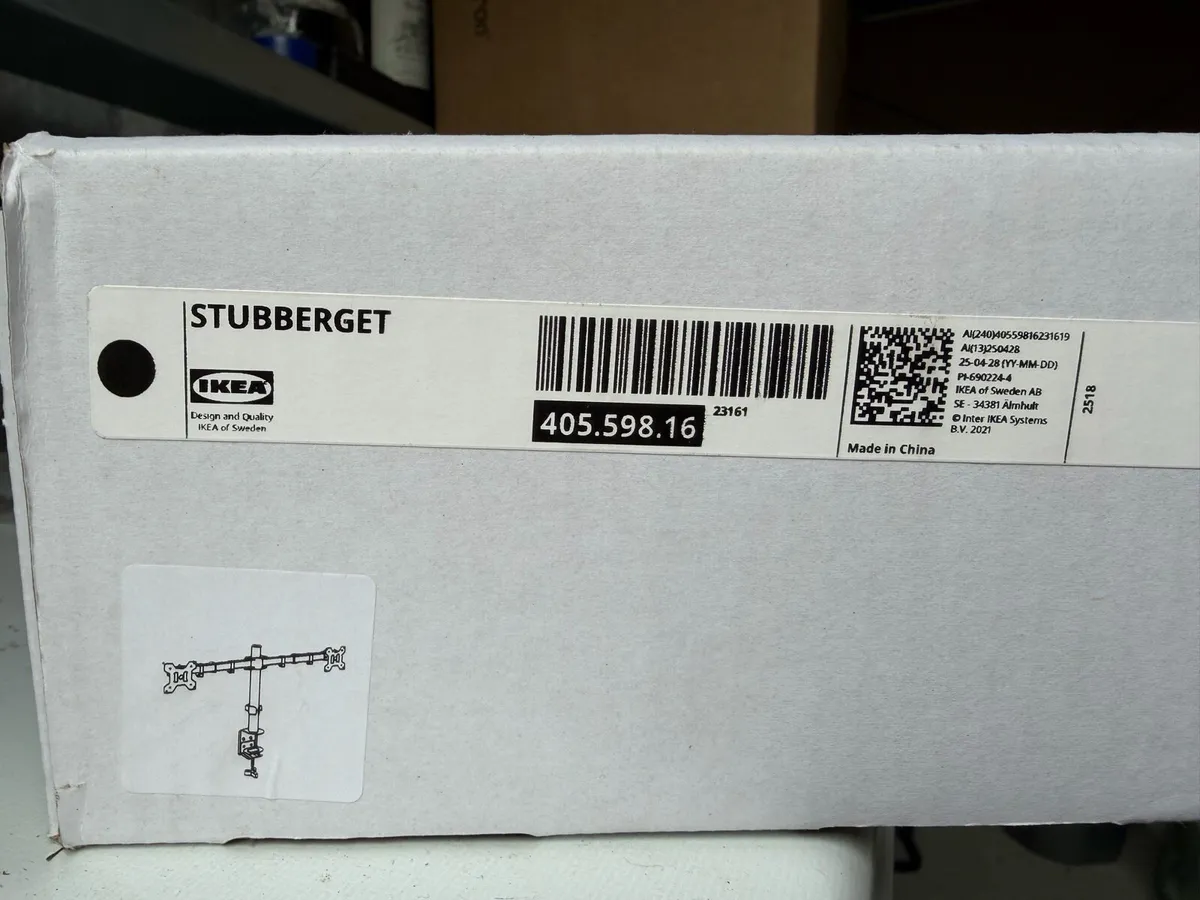 STUBBERGET
IKEA
Design and Quality
IKEA of Sweden
405.598.16
23161
AI(240)40559816231619
AI(13)250428
25-04-28 (YY-MM-DD)
PI-690224-4
IKEA of Sweden AB
SE - 34381 Älmhult
© Inter IKEA Systems
B.V. 2021
Made in China
2518